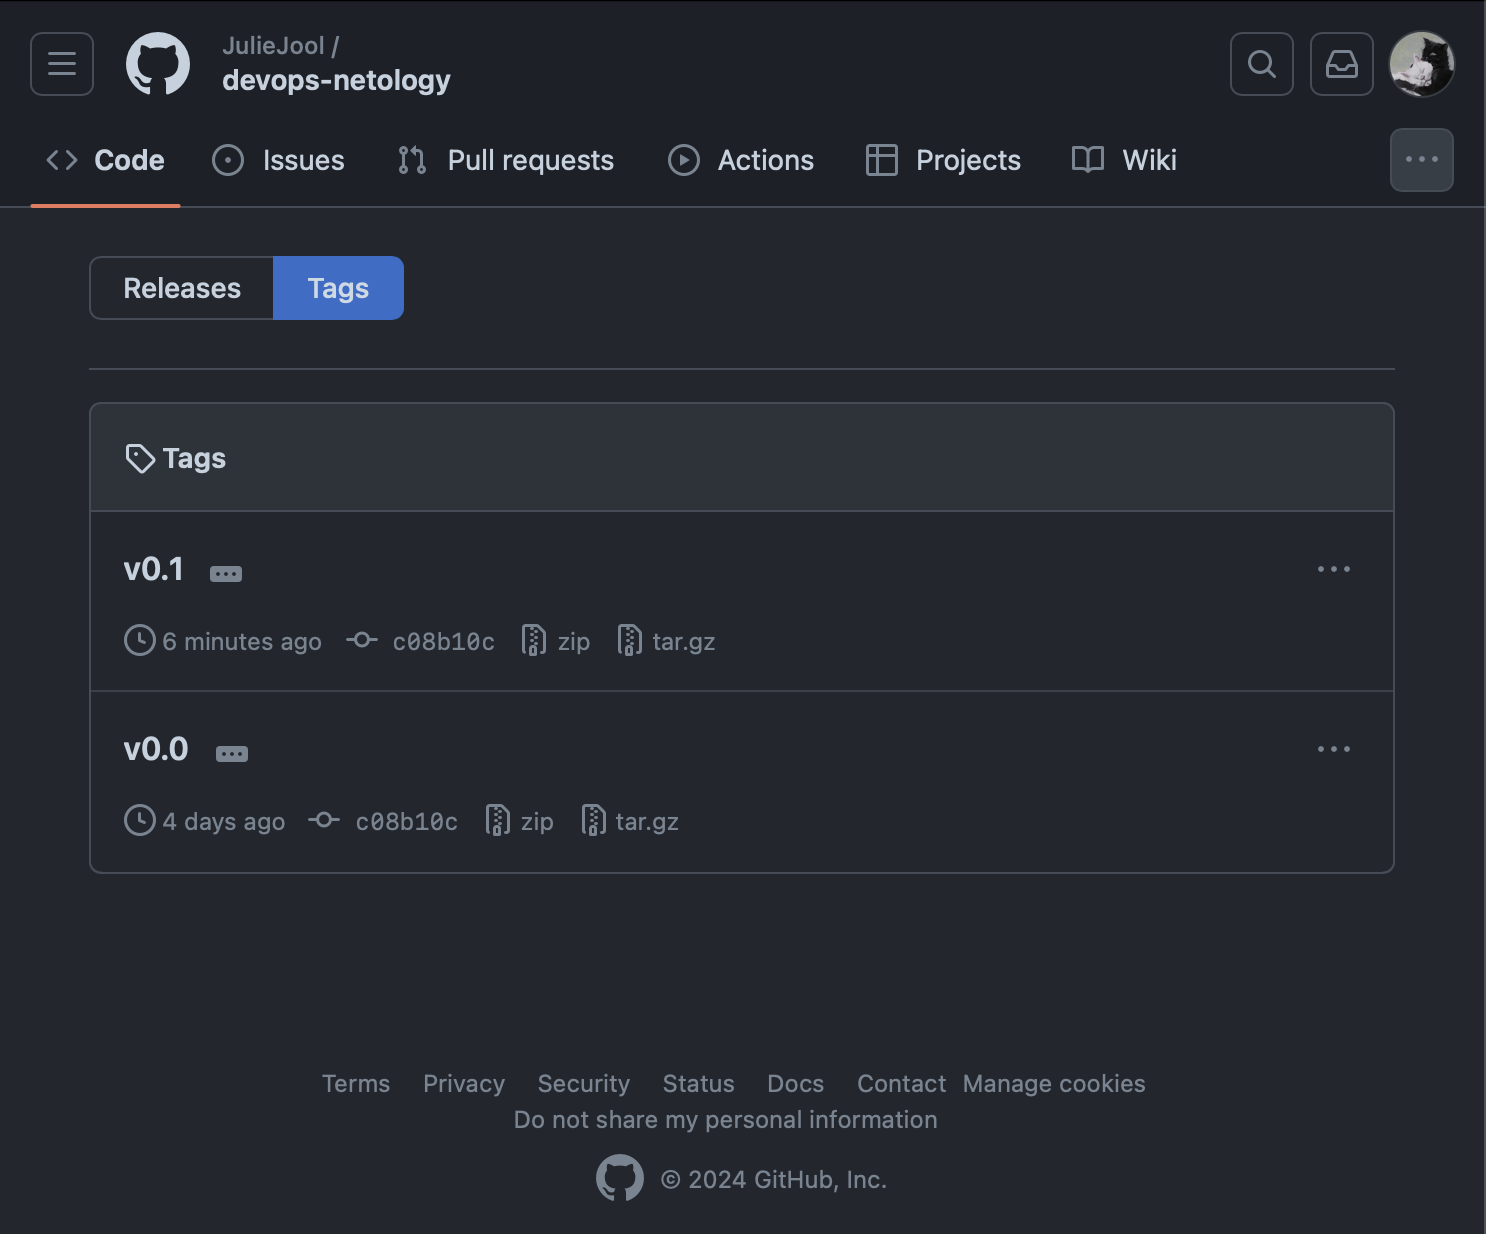 JulieJool /
devops-netology
Code Issues Pull requests Actions Projects Wiki
Releases Tags
Tags
v0.1
6 minutes ago c08b10c zip tar.gz
v0.0
4 days ago c08b10c zip tar.gz
Terms Privacy Security Status Docs Contact Manage cookies
Do not share my personal information
© 2024 GitHub, Inc.